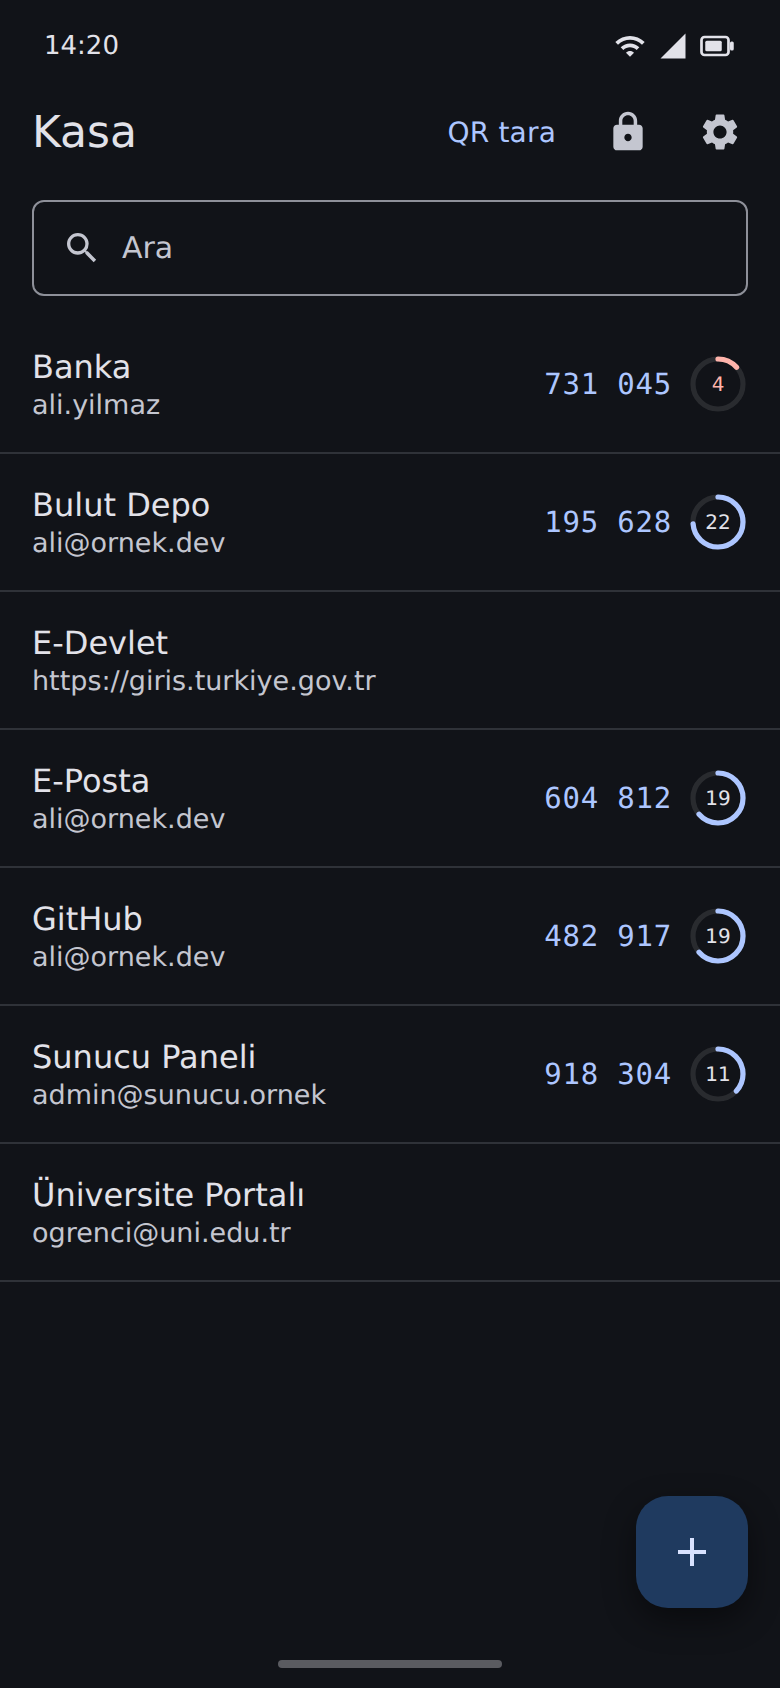 14:20
Kasa
QR tara
Ara
Banka
ali.yilmaz
731 045
4
Bulut Depo
ali@ornek.dev
195 628
22
E-Devlet
https://giris.turkiye.gov.tr
E-Posta
ali@ornek.dev
604 812
19
GitHub
ali@ornek.dev
482 917
19
Sunucu Paneli
admin@sunucu.ornek
918 304
11
Üniversite Portalı
ogrenci@uni.edu.tr